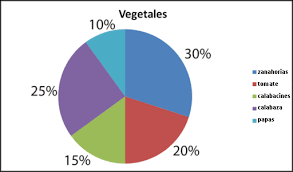 Vegetales
10%
30%
25%
15%
20%
zanahorias
tomate
calabacines
calabaza
papas